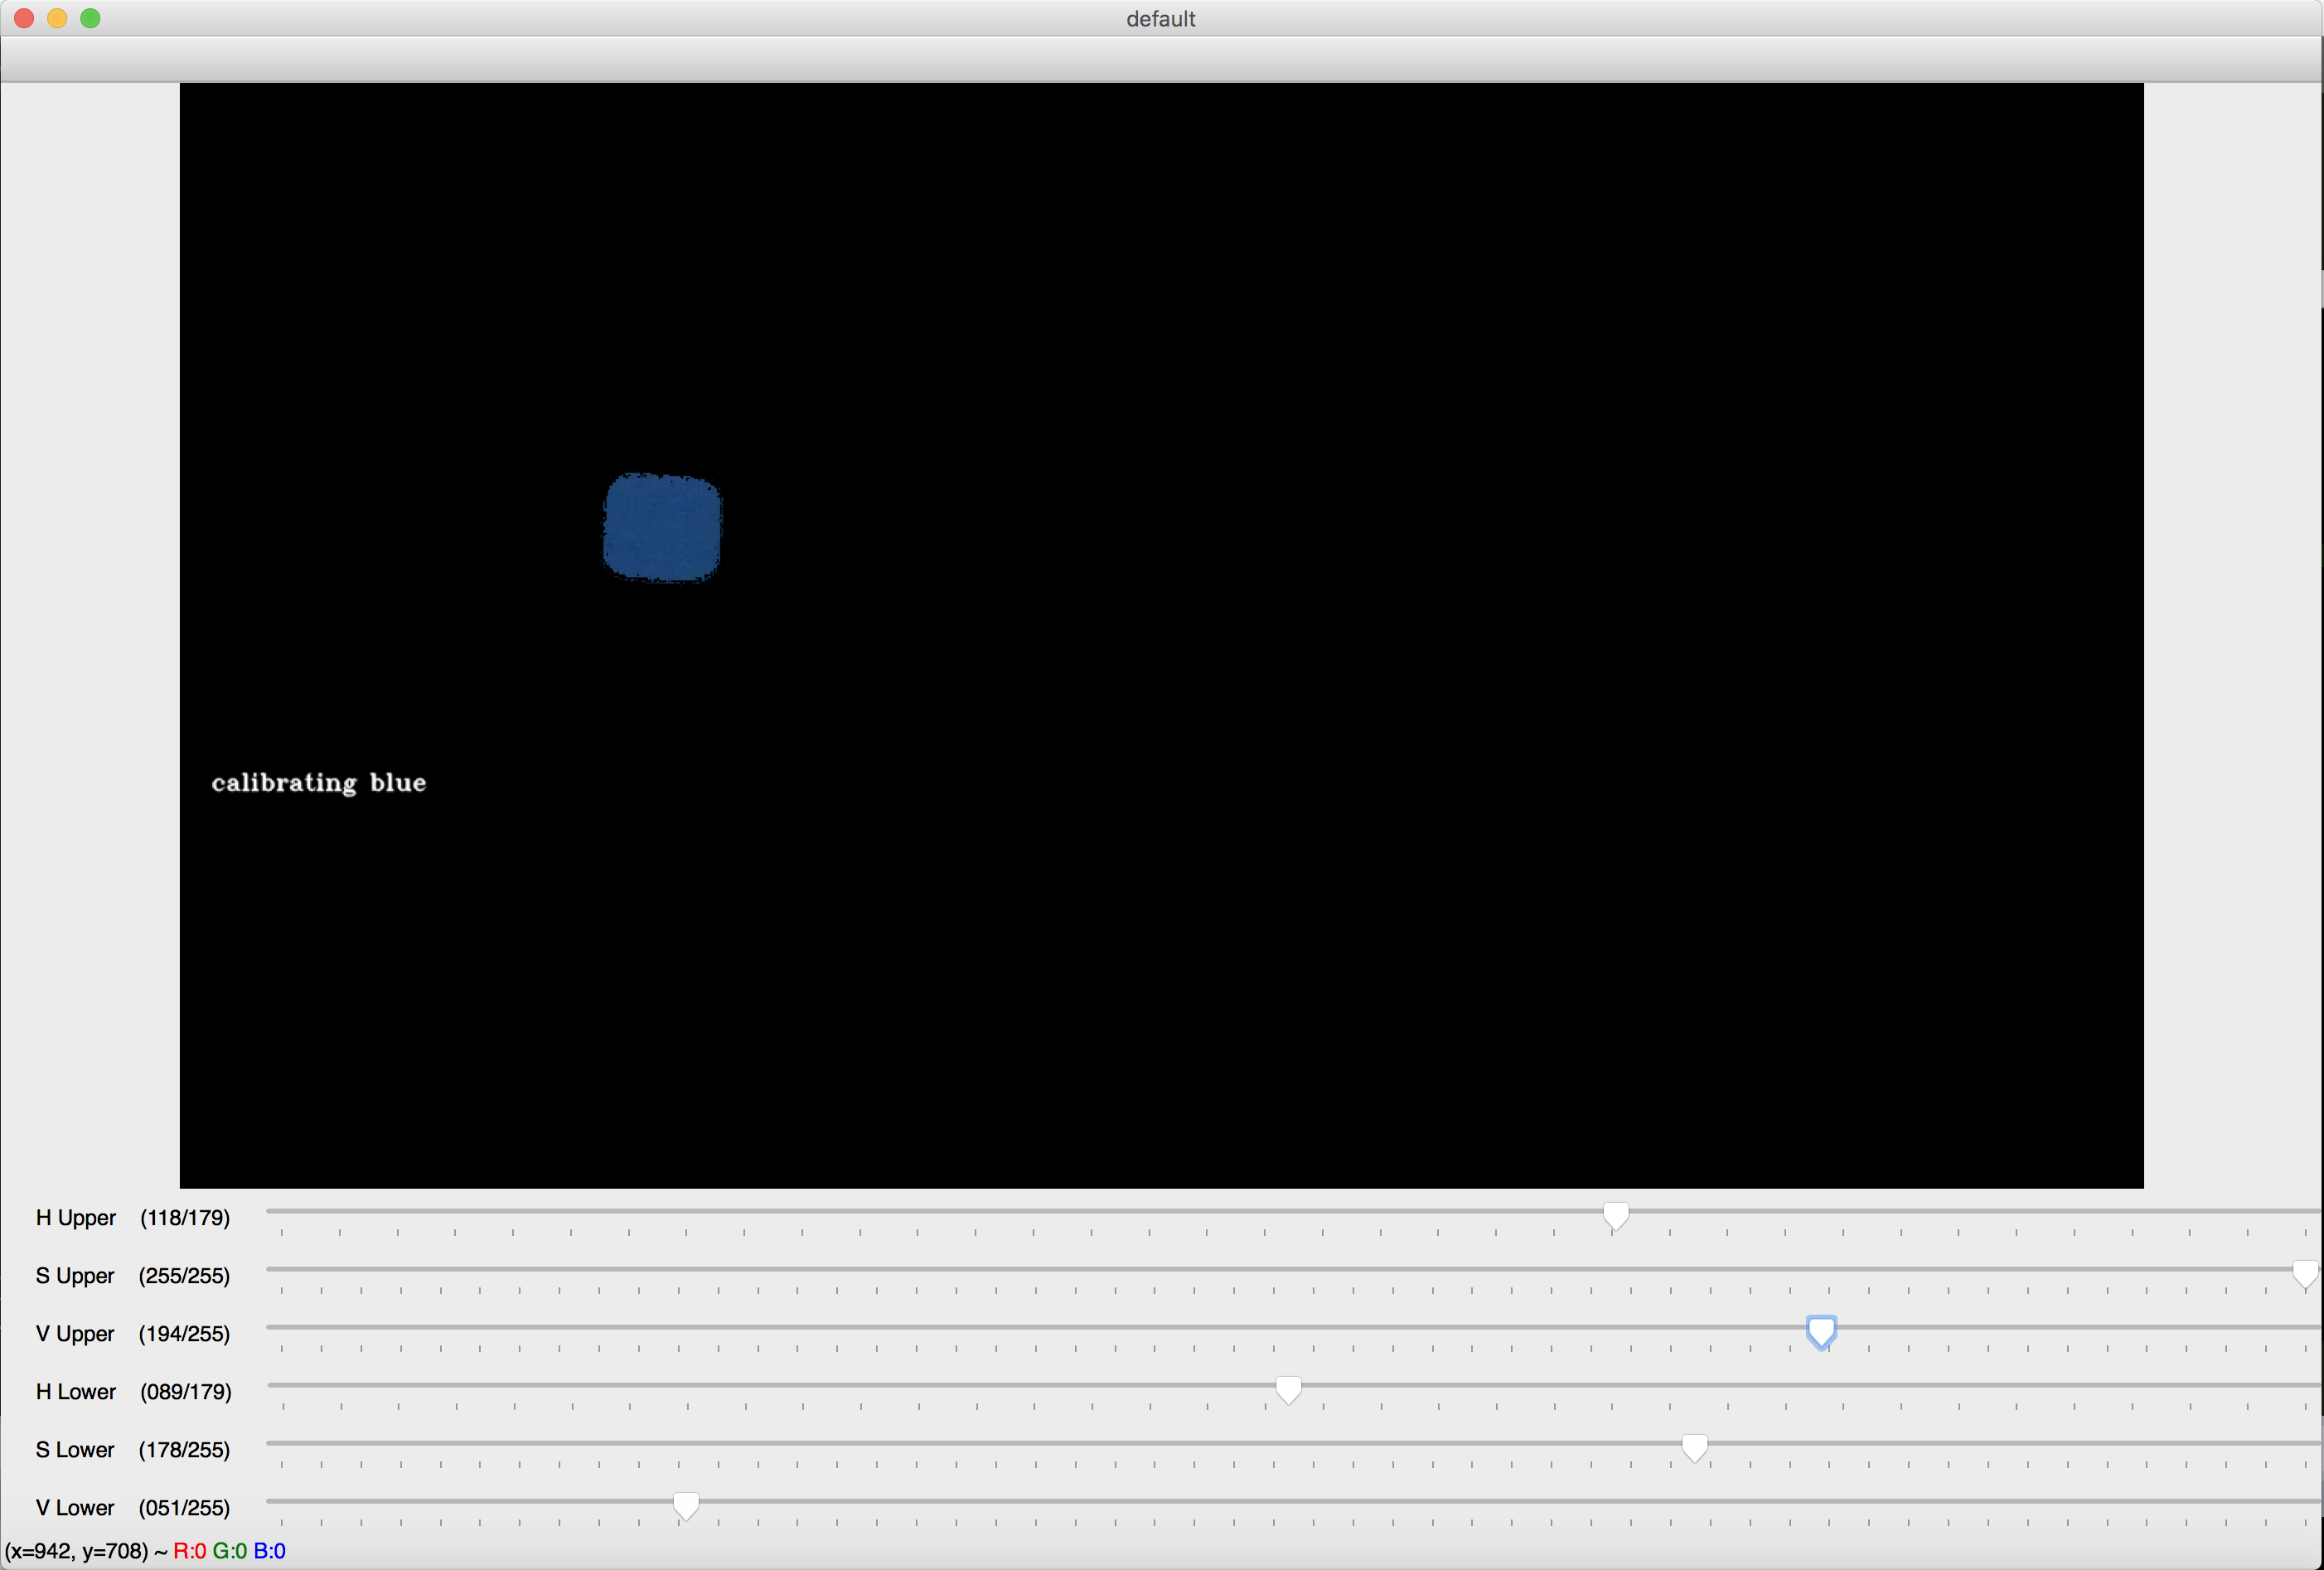 default
calibrating blue
H Upper (118/179)
S Upper (255/255)
V Upper (194/255)
H Lower (089/179)
S Lower (178/255)
V Lower (051/255)
(x=942, y=708) ~ R:0 G:0 B:0